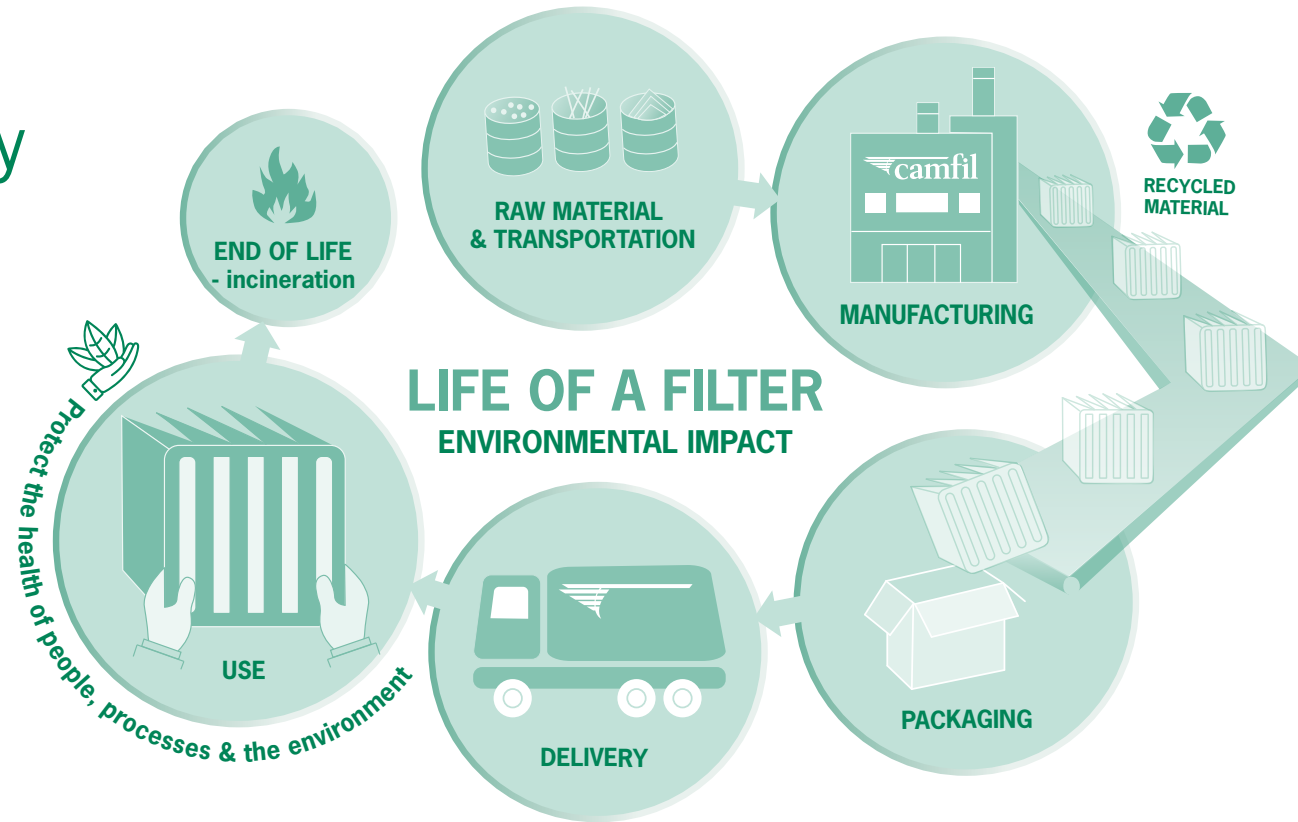 y
RAW MATERIAL
& TRANSPORTATION
camfil
MANUFACTURING
RECYCLED
MATERIAL
END OF LIFE
- incineration
LIFE OF A FILTER
ENVIRONMENTAL IMPACT
Protect the health of people, processes & the environment
USE
DELIVERY
PACKAGING